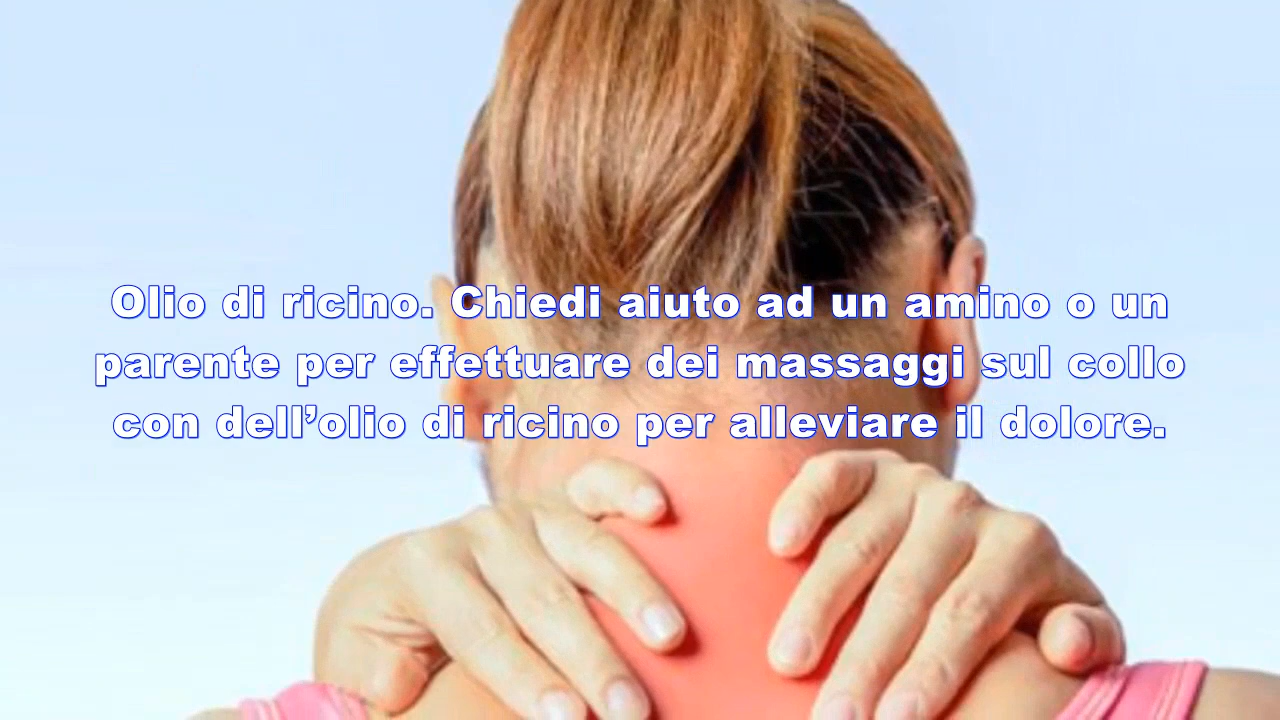 Olio di ricino. Chiedi aiuto ad un amino o un
parente per effettuare dei massaggi sul collo
con dell’olio di ricino per alleviare il dolore.